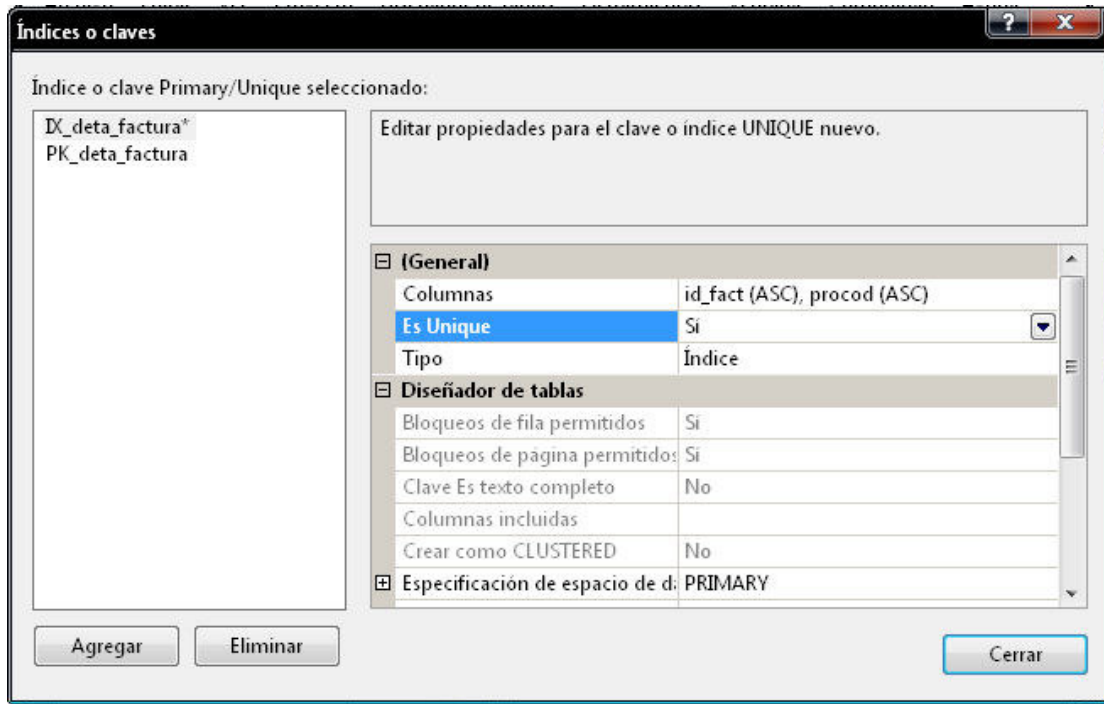 Índices o claves
Índice o clave Primary/Unique seleccionado:
IX_deta_factura*
PK_deta_factura
Editar propiedades para el clave o índice UNIQUE nuevo.
(General)
Columnas id_fact (ASC), procod (ASC)
Es Unique Sí
Tipo Índice
Diseñador de tablas
Bloqueos de fila permitidos Sí
Bloqueos de página permitidos Sí
Clave Es texto completo No
Columnas incluidas
Crear como CLUSTERED No
Especificación de espacio de da PRIMARY
Agregar Eliminar
Cerrar